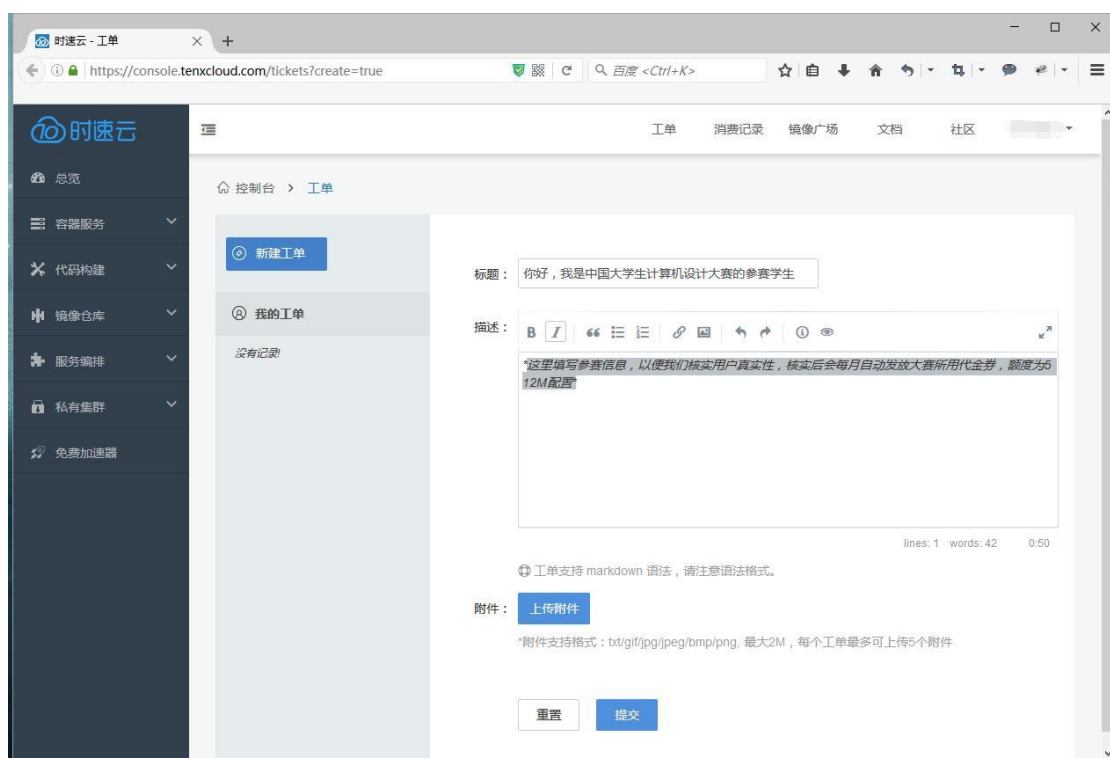 时速云 - 工单
https://console.tenxcloud.com/tickets?create=true
百度 <Ctrl+K>
时速云
工单 消费记录 镜像广场 文档 社区
总览
控制台 > 工单
容器服务
新建工单
代码构建
标题： 你好，我是中国大学生计算机设计大赛的参赛学生
镜像仓库
我的工单
描述：
B I
服务编排
没有记录!
*这里填写参赛信息，以便我们核实用户真实性，核实后会每月自动发放大赛所用代金券，额度为5
12M配置*
私有集群
免费加速器
lines: 1 words: 42 0:50
工单支持 markdown 语法，请注意语法格式。
附件： 上传附件
*附件支持格式：txt/gif/jpg/jpeg/bmp/png, 最大2M，每个工单最多可上传5个附件
重置 提交